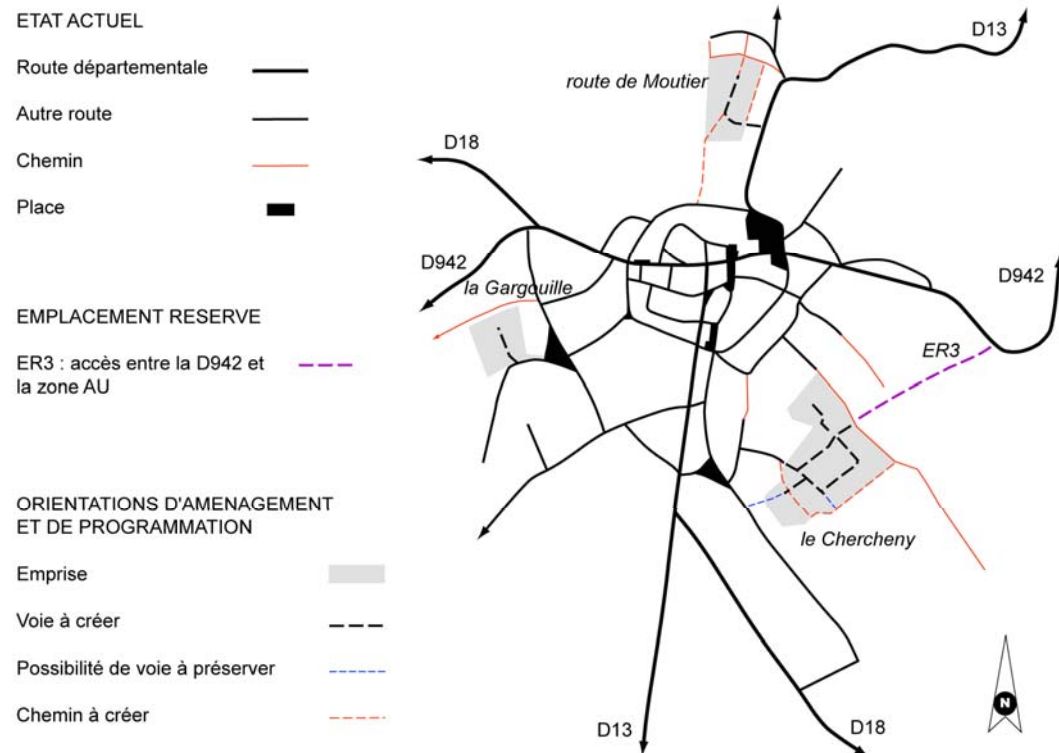 ETAT ACTUEL
Route départementale
Autre route
Chemin
Place
EMPLACEMENT RESERVE
ER3 : accès entre la D942 et
la zone AU
ORIENTATIONS D'AMENAGEMENT
ET DE PROGRAMMATION
Emprise
Voie à créer
Possibilité de voie à préserver
Chemin à créer
D13
route de Moutier
D18
D942
la Gargouille
D942
ER3
le Chercheny
N
D13
D18